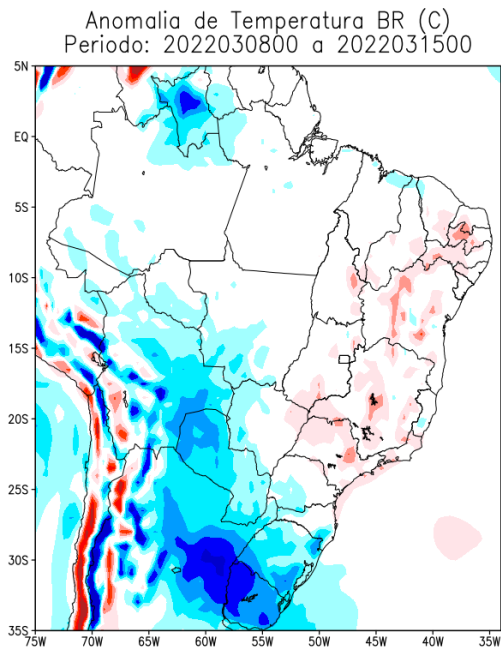 Anomalia de Temperatura BR (C)
Periodo: 2022030800 a 2022031500
5N
EQ
5S
10S
15S
20S
25S
30S
35S
75W 70W 65W 60W 55W 50W 45W 40W 35W